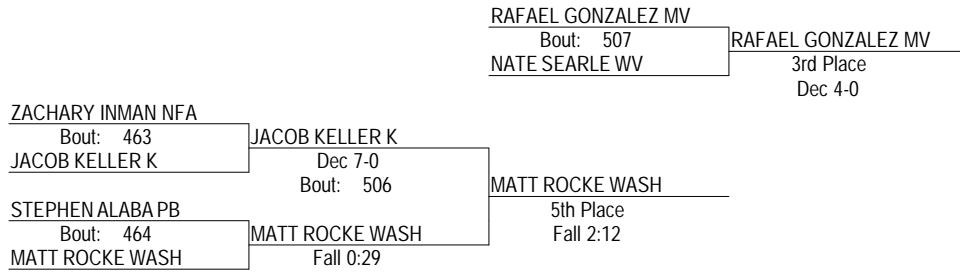 RAFAEL GONZALEZ MV
Bout: 507
RAFAEL GONZALEZ MV
NATE SEARLE WV
3rd Place
Dec 4-0
ZACHARY INMAN NFA
Bout: 463
JACOB KELLER K
JACOB KELLER K
Dec 7-0
Bout: 506
MATT ROCKE WASH
STEPHEN ALABA PB
5th Place
Bout: 464
MATT ROCKE WASH
Fall 2:12
MATT ROCKE WASH
Fall 0:29